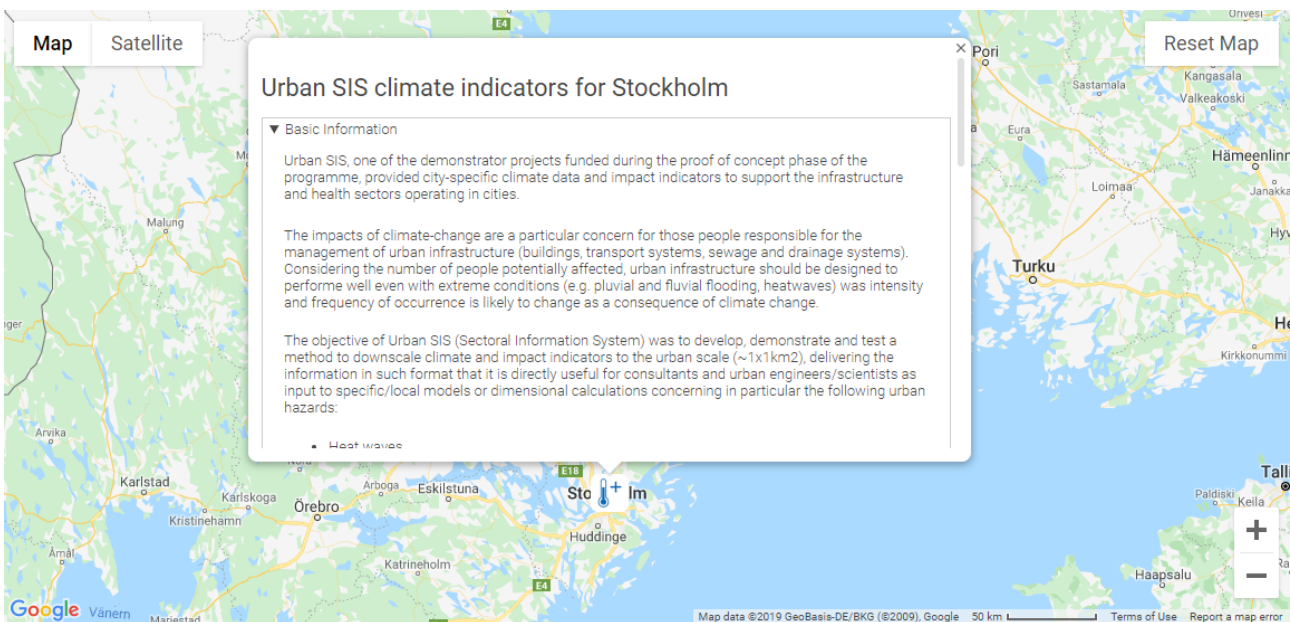 Map
Satellite
Reset Map
E4
Orivesi
Pori
Kangasala
Sastamala
Valkeakoski
Eura
Hämeenlinn
Loimaa
Janakka
Malung
Hyv
Turku
He
Kirkkonummi
×
Urban SIS climate indicators for Stockholm
▼ Basic Information
Urban SIS, one of the demonstrator projects funded during the proof of concept phase of the
programme, provided city-specific climate data and impact indicators to support the infrastructure
and health sectors operating in cities.
The impacts of climate-change are a particular concern for those people responsible for the
management of urban infrastructure (buildings, transport systems, sewage and drainage systems).
Considering the number of people potentially affected, urban infrastructure should be designed to
performe well even with extreme conditions (e.g. pluvial and fluvial flooding, heatwaves) was intensity
and frequency of occurrence is likely to change as a consequence of climate change.
The objective of Urban SIS (Sectoral Information System) was to develop, demonstrate and test a
method to downscale climate and impact indicators to the urban scale (~1x1km2), delivering the
information in such format that it is directly useful for consultants and urban engineers/scientists as
input to specific/local models or dimensional calculations concerning in particular the following urban
hazards:
• Heat waves
Arvika
Karlstad
Karlskoga
Kristinehamn
Örebro
Arboga
Eskilstuna
E18
Sto lm
Huddinge
Katrineholm
E4
Åmål
Vänern
Mariestad
Tall
Paldiski
Keila
Haapsalu
+
−
Google
Map data ©2019 GeoBasis-DE/BKG (©2009), Google
50 km
Terms of Use
Report a map error